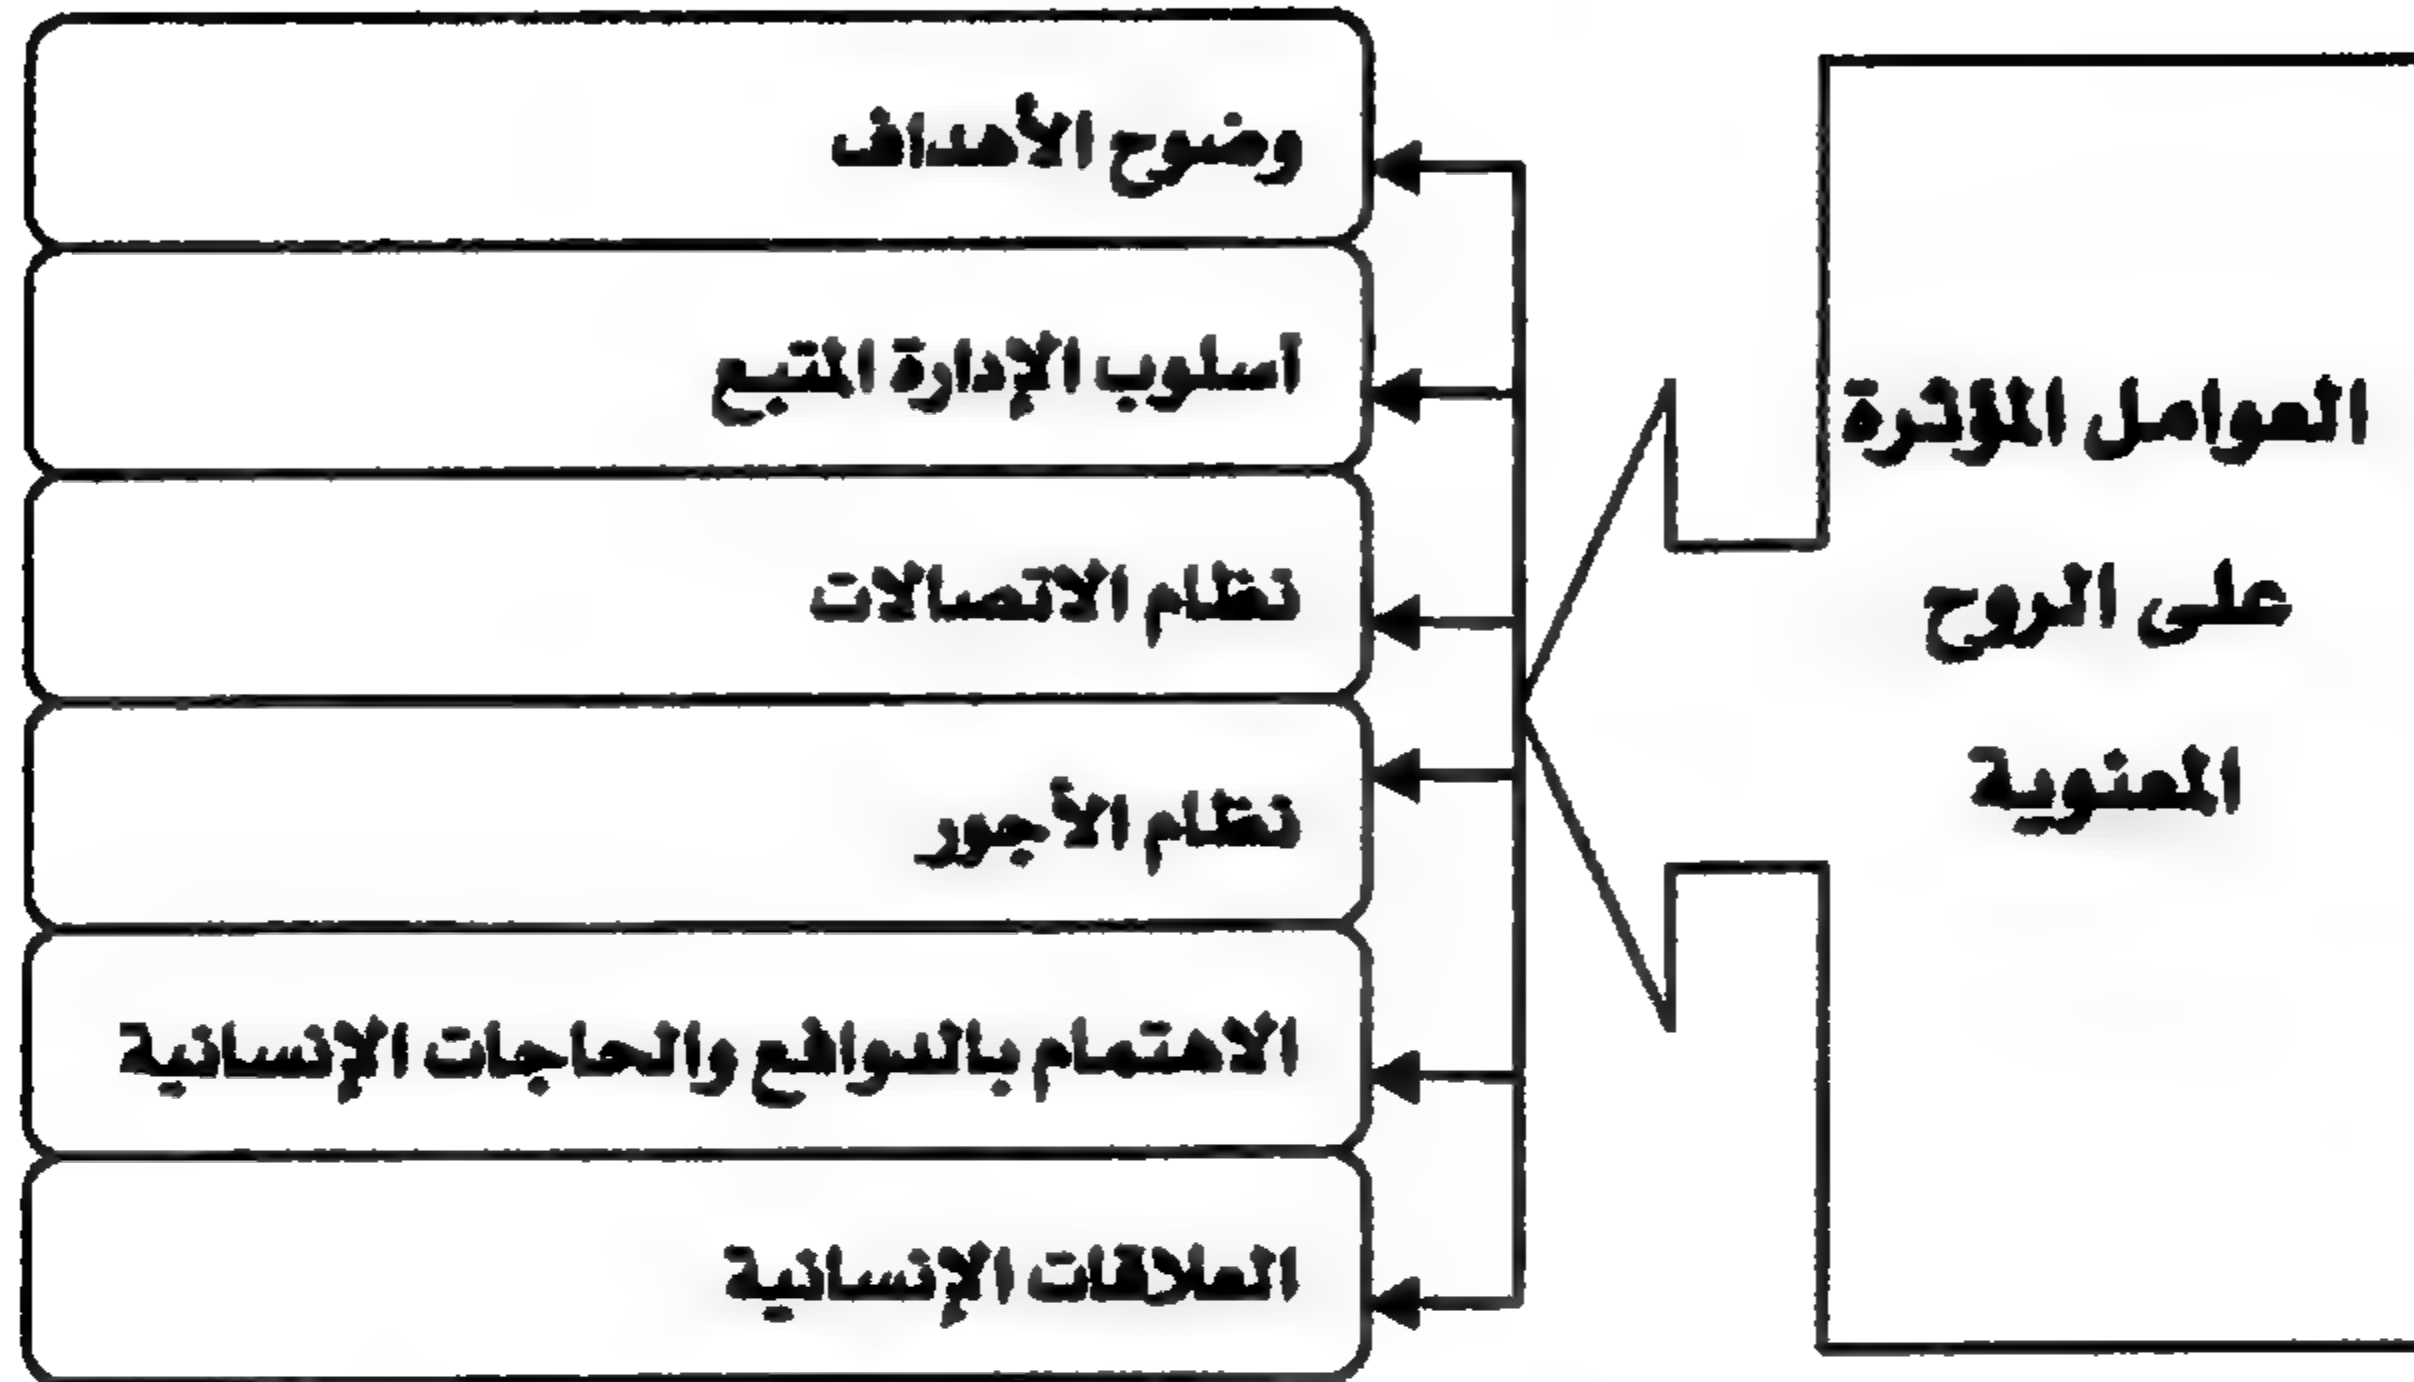 العوامل المؤثرة
على الروح
المعنوية
وضوح الأهداف
أسلوب الإدارة المتبع
نظام الاتصالات
نظام الأجور
الاهتمام بالدوافع والحاجات الإنسانية
العلاقات الإنسانية